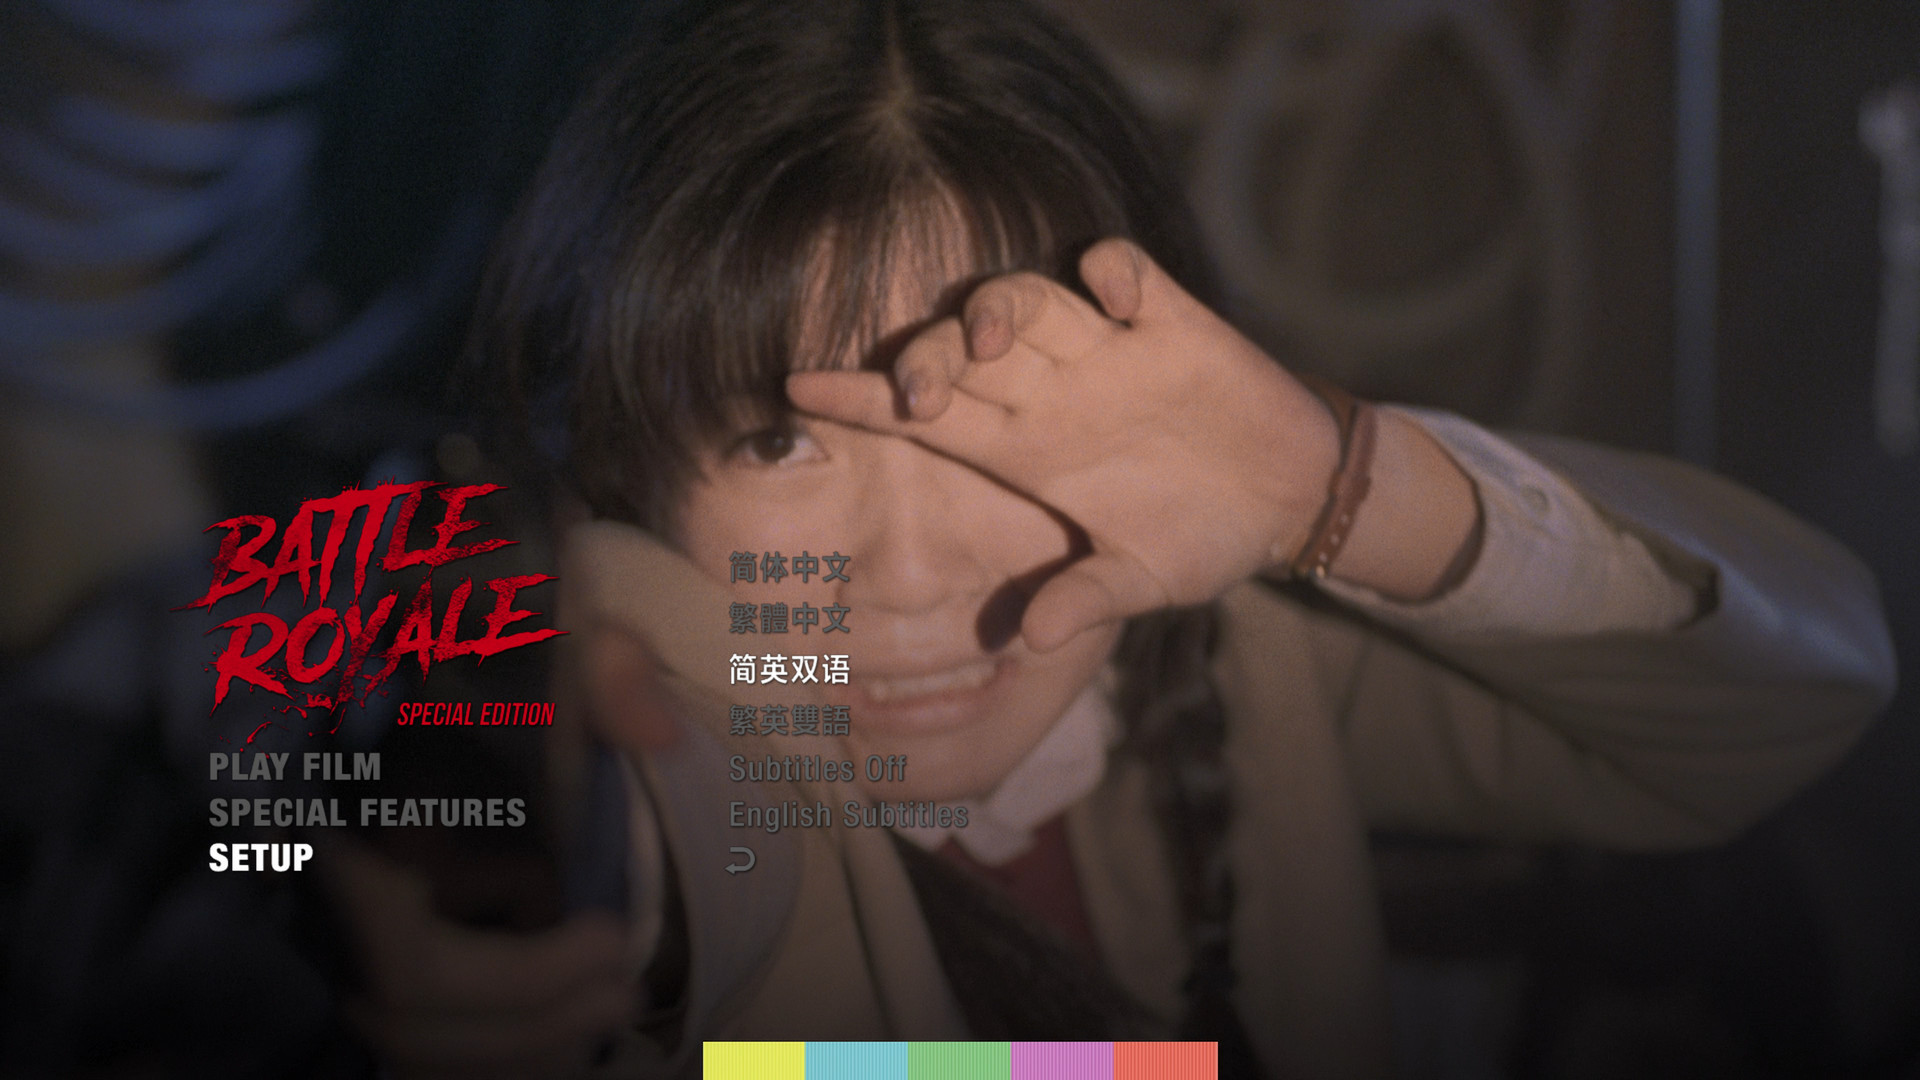 BATTLE
ROYALE
SPECIAL EDITION
PLAY FILM
SPECIAL FEATURES
SETUP
简体中文
繁體中文
简英双语
繁英雙語
Subtitles Off
English Subtitles